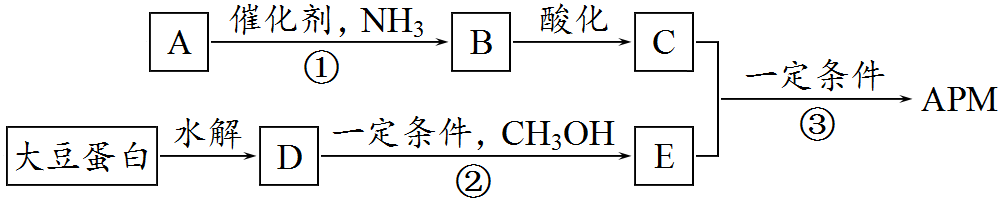 A 催化剂, NH₃ ① B 酸化 C
一定条件 ③ APM
大豆蛋白 水解 D 一定条件, CH₃OH ② E